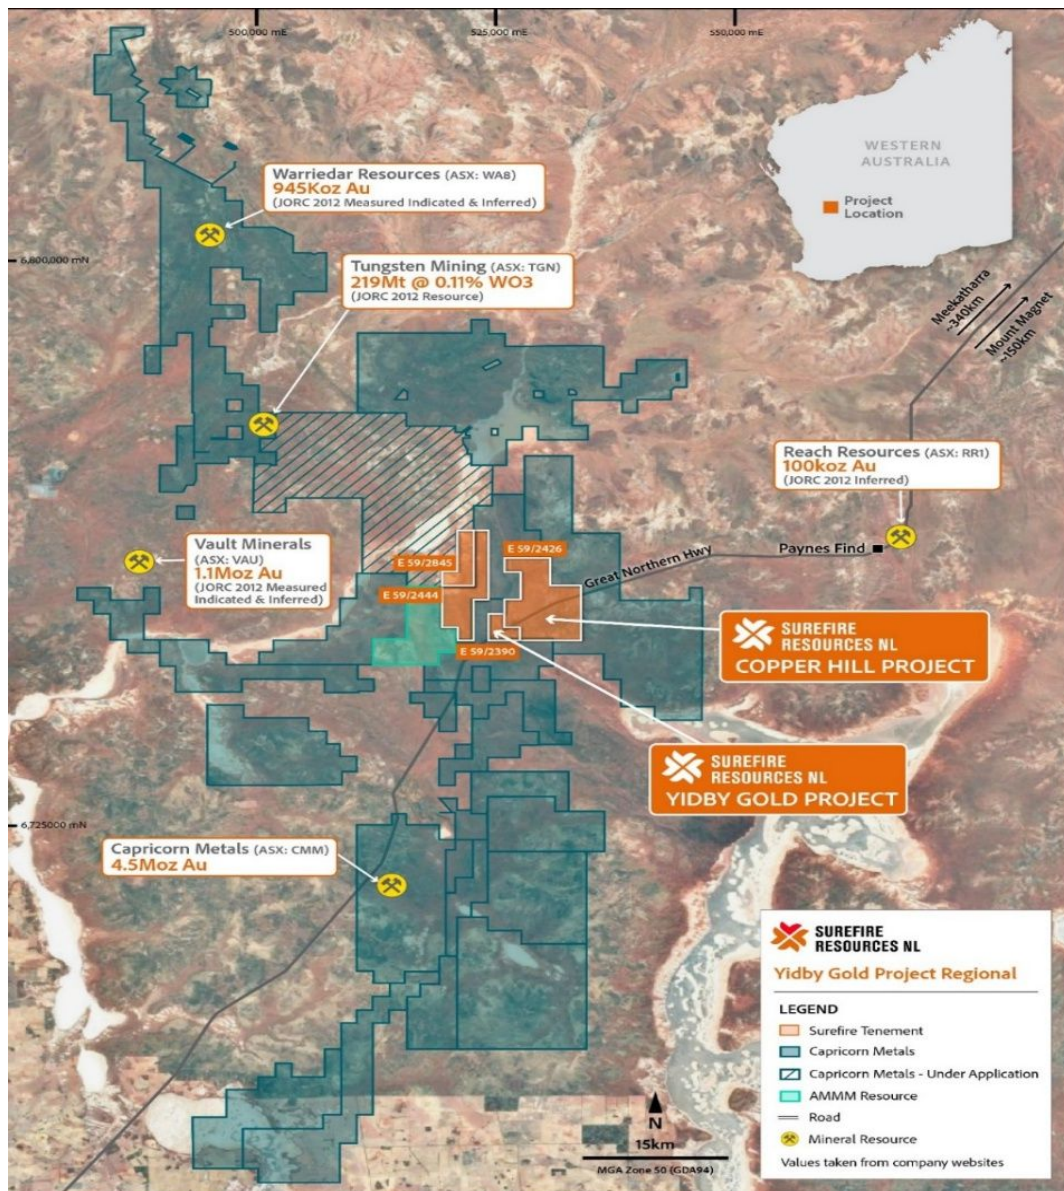 500,000 mE
525,000 mE
550,000 mE
WESTERN
AUSTRALIA
Project
Location
Warriedar Resources (ASX: WA8)
945Koz Au
(JORC 2012 Measured Indicated & Inferred)
6,800,000 mN
Tungsten Mining (ASX: TGN)
219Mt @ 0.11% WO3
(JORC 2012 Resource)
Meekatharra
~340km
Mount Magnet
~150km
Reach Resources (ASX: RR1)
100koz Au
(JORC 2012 Inferred)
Paynes Find
Great Northern Hwy
Vault Minerals
(ASX: VAU)
1.1Moz Au
(JORC 2012 Measured
Indicated & Inferred)
E 59/2845
E 59/2426
E 59/2444
E 59/2390
SUREFIRE
RESOURCES NL
COPPER HILL PROJECT
SUREFIRE
RESOURCES NL
YIDBY GOLD PROJECT
6,725000 mN
Capricorn Metals (ASX: CMM)
4.5Moz Au
SUREFIRE
RESOURCES NL
Yidby Gold Project Regional
LEGEND
Surefire Tenement
Capricorn Metals
Capricorn Metals - Under Application
AMMM Resource
Road
Mineral Resource
Values taken from company websites
N
15km
MGA Zone 50 (GDA94)